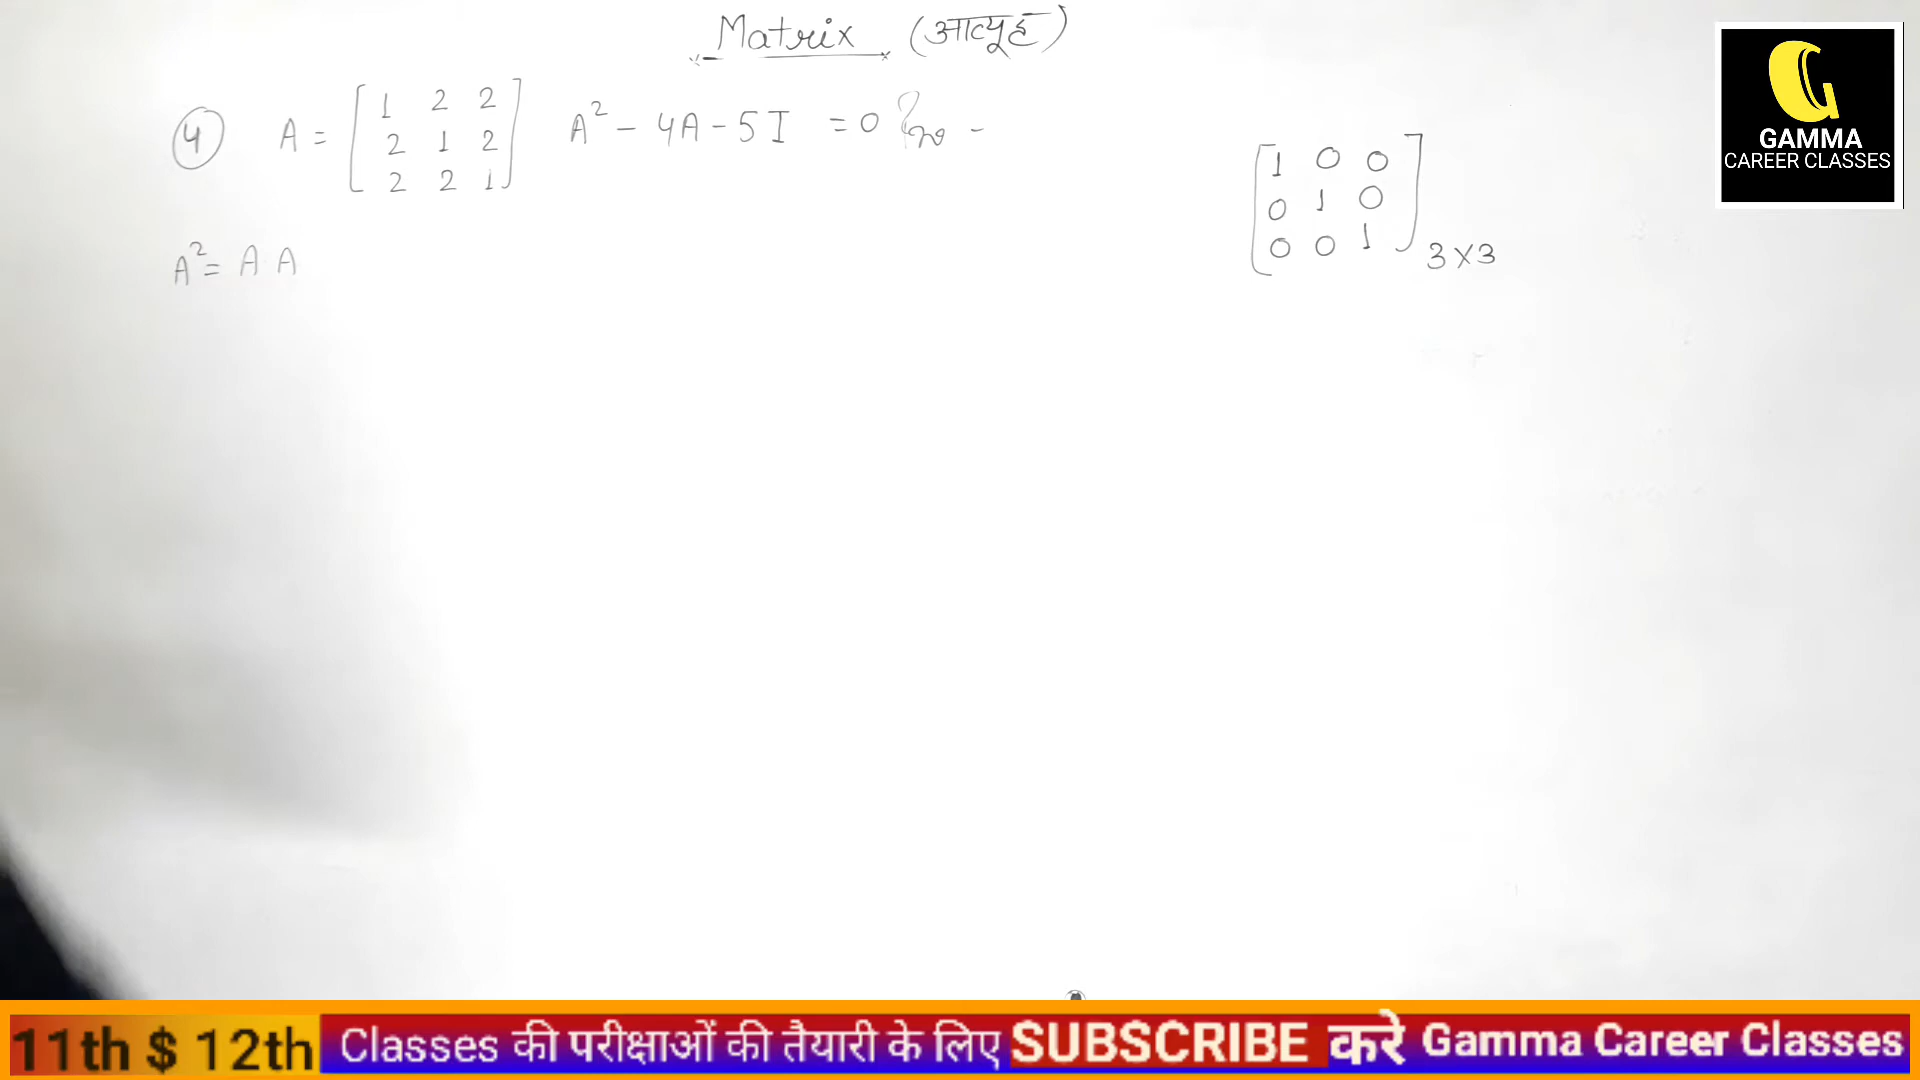 Matrix (आव्यूह)
④ A = [1 2 2 A² - 4A - 5I = 0
2 1 2
2 2 1]
[1 0 0
0 1 0
0 0 1] 3×3
A² = A A
GAMMA
CAREER CLASSES
11th $ 12th Classes की परीक्षाओं की तैयारी के लिए SUBSCRIBE करे Gamma Career Classes